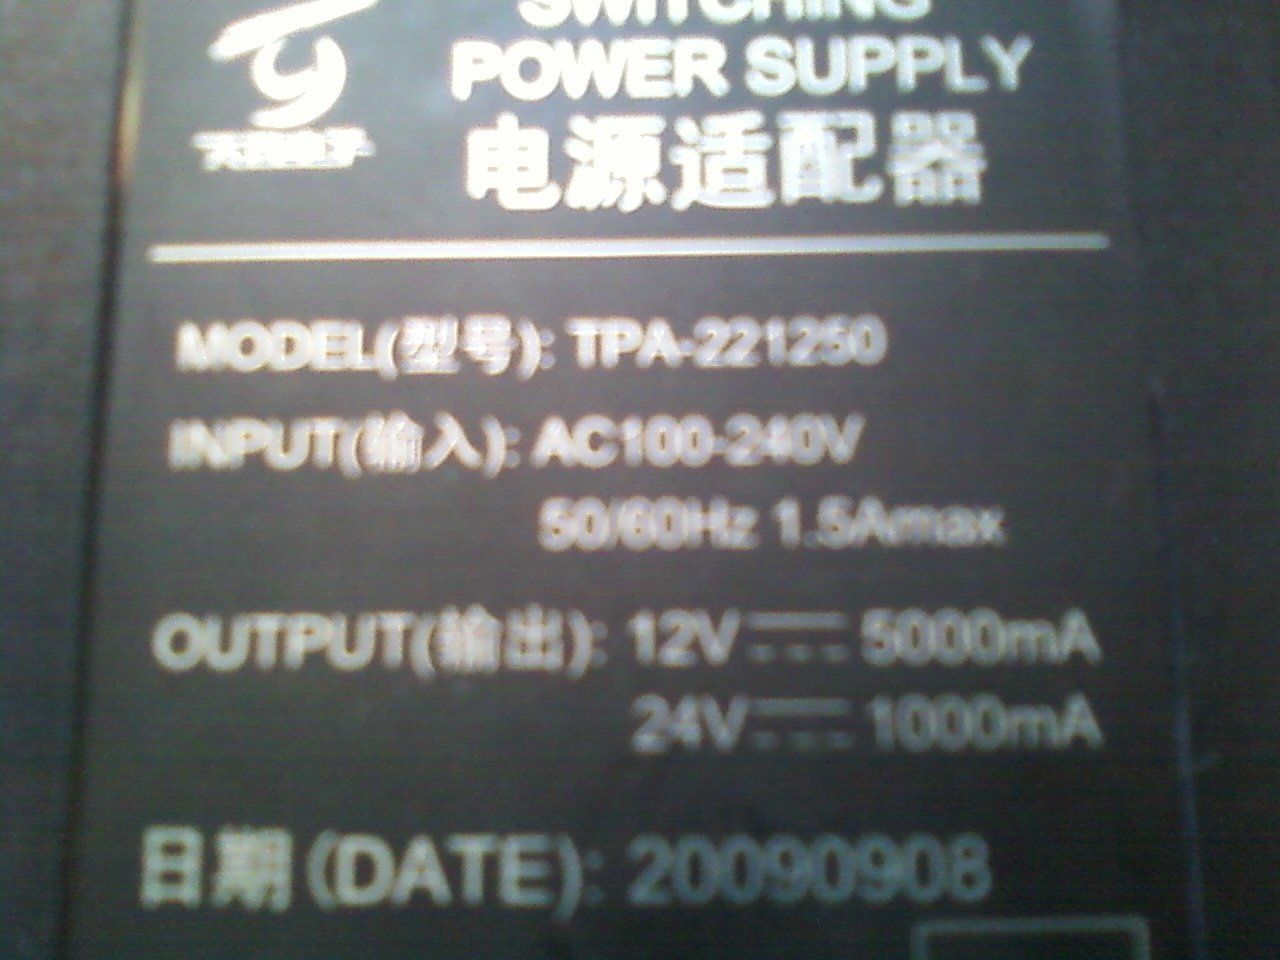 SWITCHING
POWER SUPPLY
电源适配器
MODEL(型号): TPA-221250
INPUT(输入): AC100-240V
50/60Hz 1.5Amax
OUTPUT(输出): 12V 5000mA
24V 1000mA
日期(DATE): 20090908